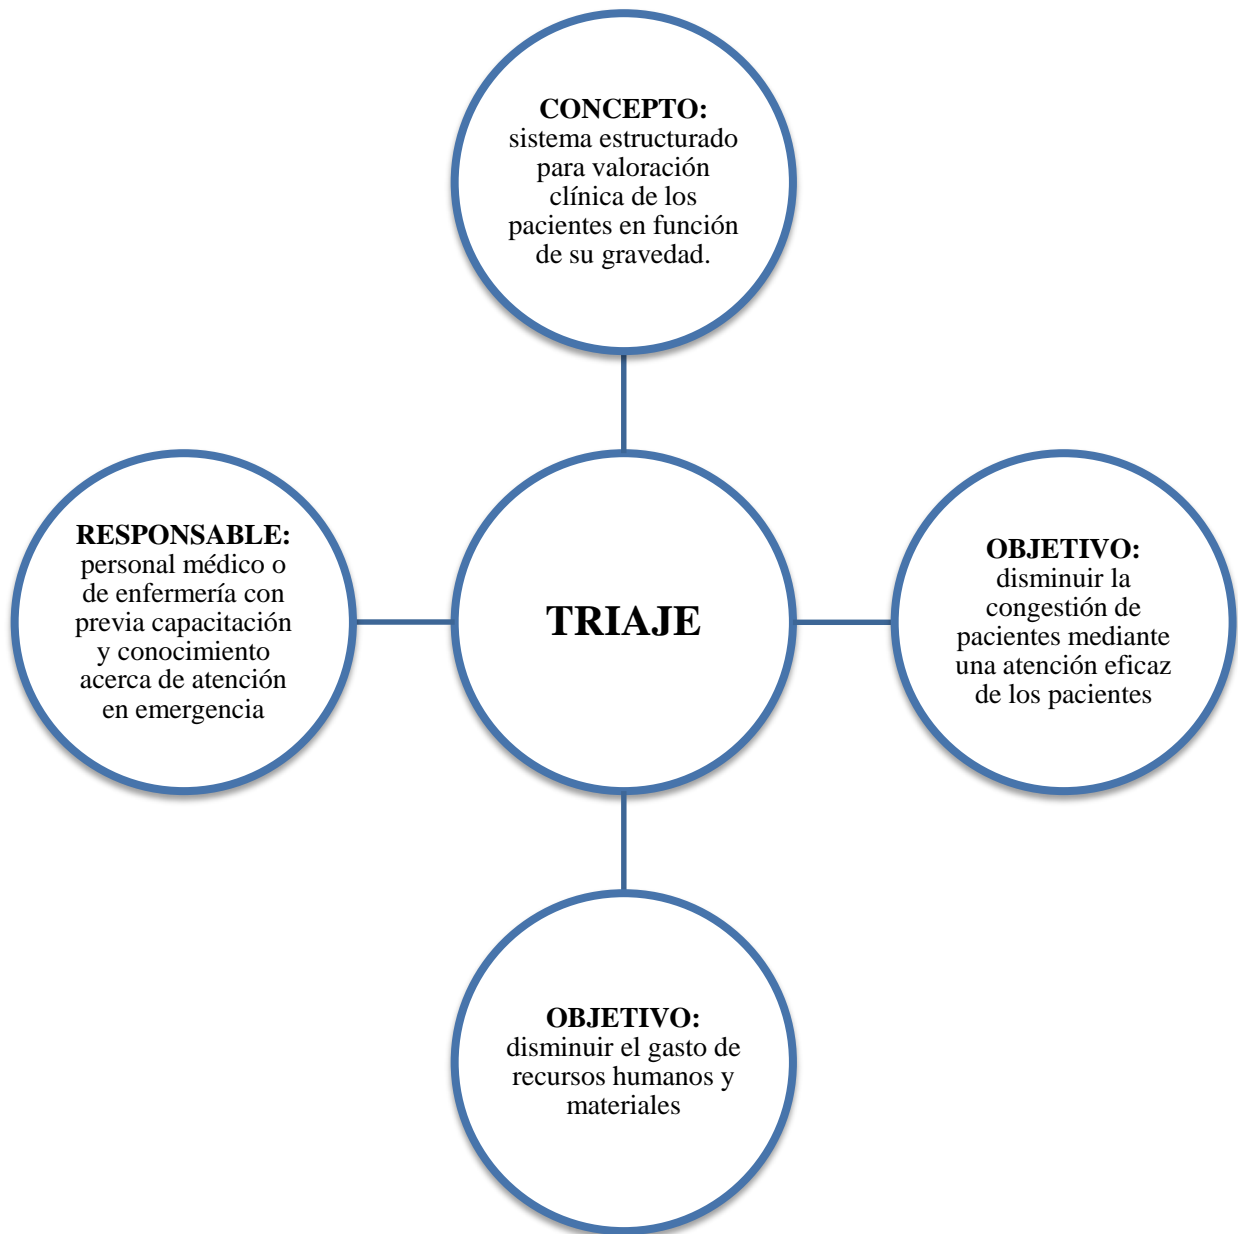 CONCEPTO:
sistema estructurado
para valoración
clínica de los
pacientes en función
de su gravedad.
RESPONSABLE:
personal médico o
de enfermería con
previa capacitación
y conocimiento
acerca de atención
en emergencia
TRIAJE
OBJETIVO:
disminuir la
congestión de
pacientes mediante
una atención eficaz
de los pacientes
OBJETIVO:
disminuir el gasto de
recursos humanos y
materiales